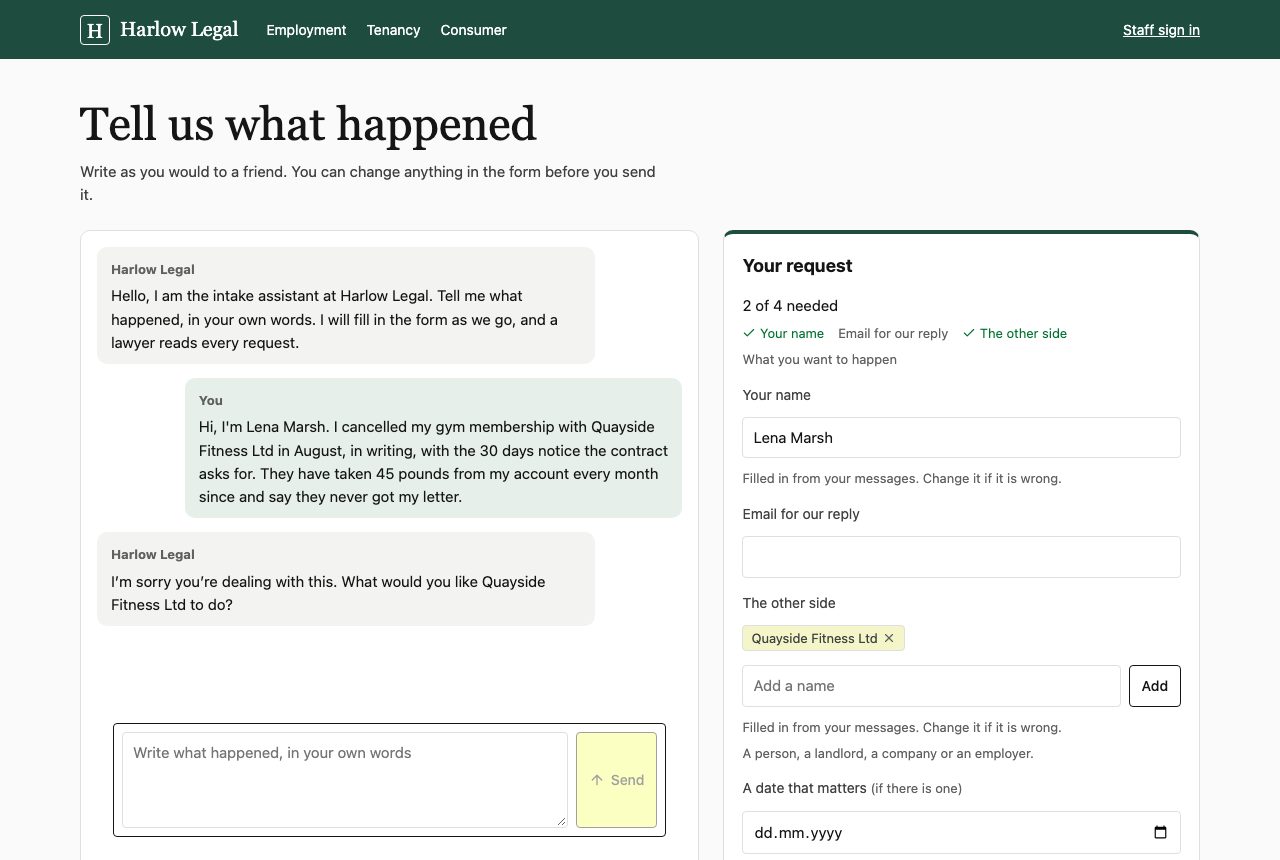 H Harlow Legal Employment Tenancy Consumer Staff sign in
Tell us what happened
Write as you would to a friend. You can change anything in the form before you send
it.
Harlow Legal
Hello, I am the intake assistant at Harlow Legal. Tell me what
happened, in your own words. I will fill in the form as we go, and a
lawyer reads every request.
You
Hi, I'm Lena Marsh. I cancelled my gym membership with Quayside
Fitness Ltd in August, in writing, with the 30 days notice the contract
asks for. They have taken 45 pounds from my account every month
since and say they never got my letter.
Harlow Legal
I’m sorry you’re dealing with this. What would you like Quayside
Fitness Ltd to do?
Write what happened, in your own words
Send
Your request
2 of 4 needed
Your name Email for our reply The other side
What you want to happen
Your name
Lena Marsh
Filled in from your messages. Change it if it is wrong.
Email for our reply
The other side
Quayside Fitness Ltd
Add a name
Add
Filled in from your messages. Change it if it is wrong.
A person, a landlord, a company or an employer.
A date that matters (if there is one)
dd.mm.yyyy